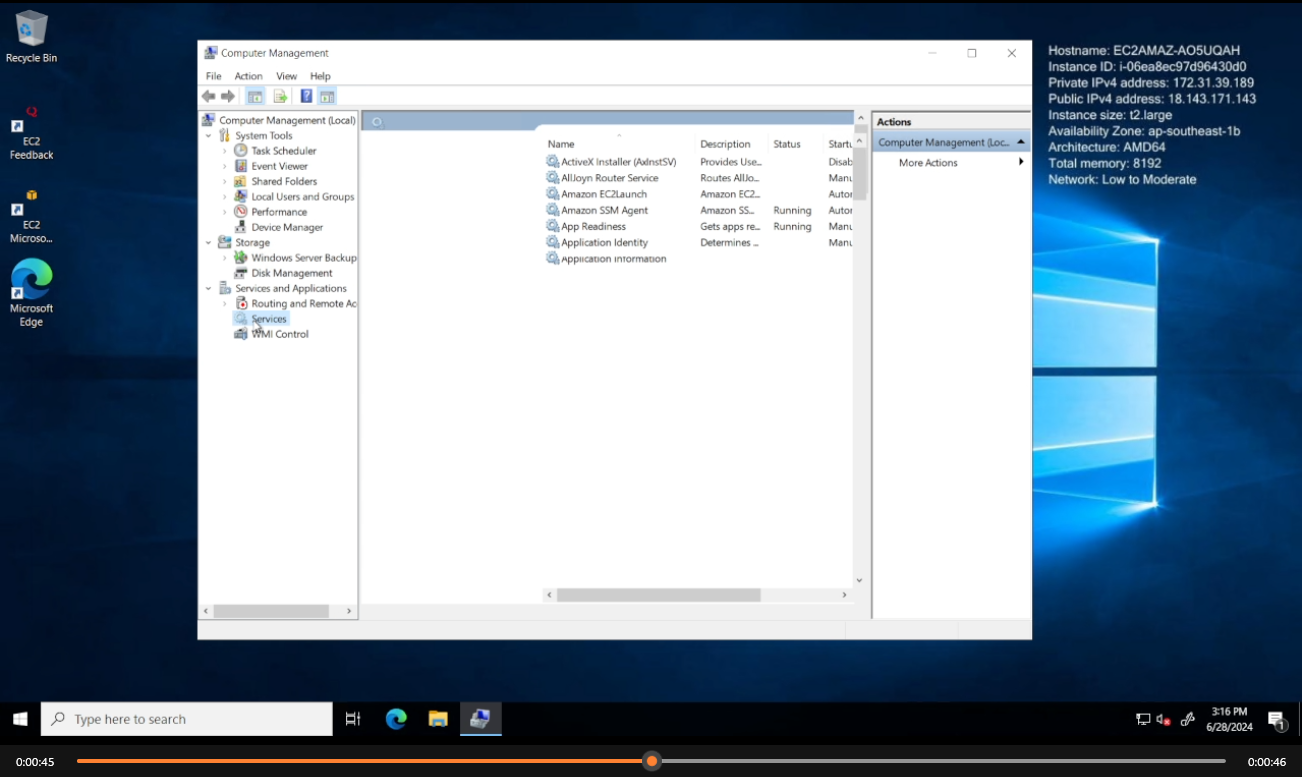 Recycle Bin
EC2
Feedback
EC2
Microso...
Microsoft
Edge
Computer Management
File Action View Help
Computer Management (Local)
System Tools
Task Scheduler
Event Viewer
Shared Folders
Local Users and Groups
Performance
Device Manager
Storage
Windows Server Backup
Disk Management
Services and Applications
Routing and Remote Ac
Services
WMI Control
Name Description Status Startu
ActiveX Installer (AxInstSV) Provides Use... Disab
AllJoyn Router Service Routes AllJo... Manu
Amazon EC2Launch Amazon EC2... Autor
Amazon SSM Agent Amazon SS... Running Autor
App Readiness Gets apps re... Running Manu
Application Identity Determines ... Manu
Application Information
Actions
Computer Management (Loc...
More Actions
Hostname: EC2AMAZ-AO5UQAH
Instance ID: i-06ea8ec97d96430d0
Private IPv4 address: 172.31.39.189
Public IPv4 address: 18.143.171.143
Instance size: t2.large
Availability Zone: ap-southeast-1b
Architecture: AMD64
Total memory: 8192
Network: Low to Moderate
Type here to search
3:16 PM
6/28/2024
1
0:00:45
0:00:46